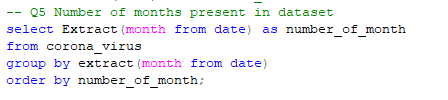 -- Q5 Number of months present in dataset
select Extract(month from date) as number_of_month
from corona_virus
group by extract(month from date)
order by number_of_month;